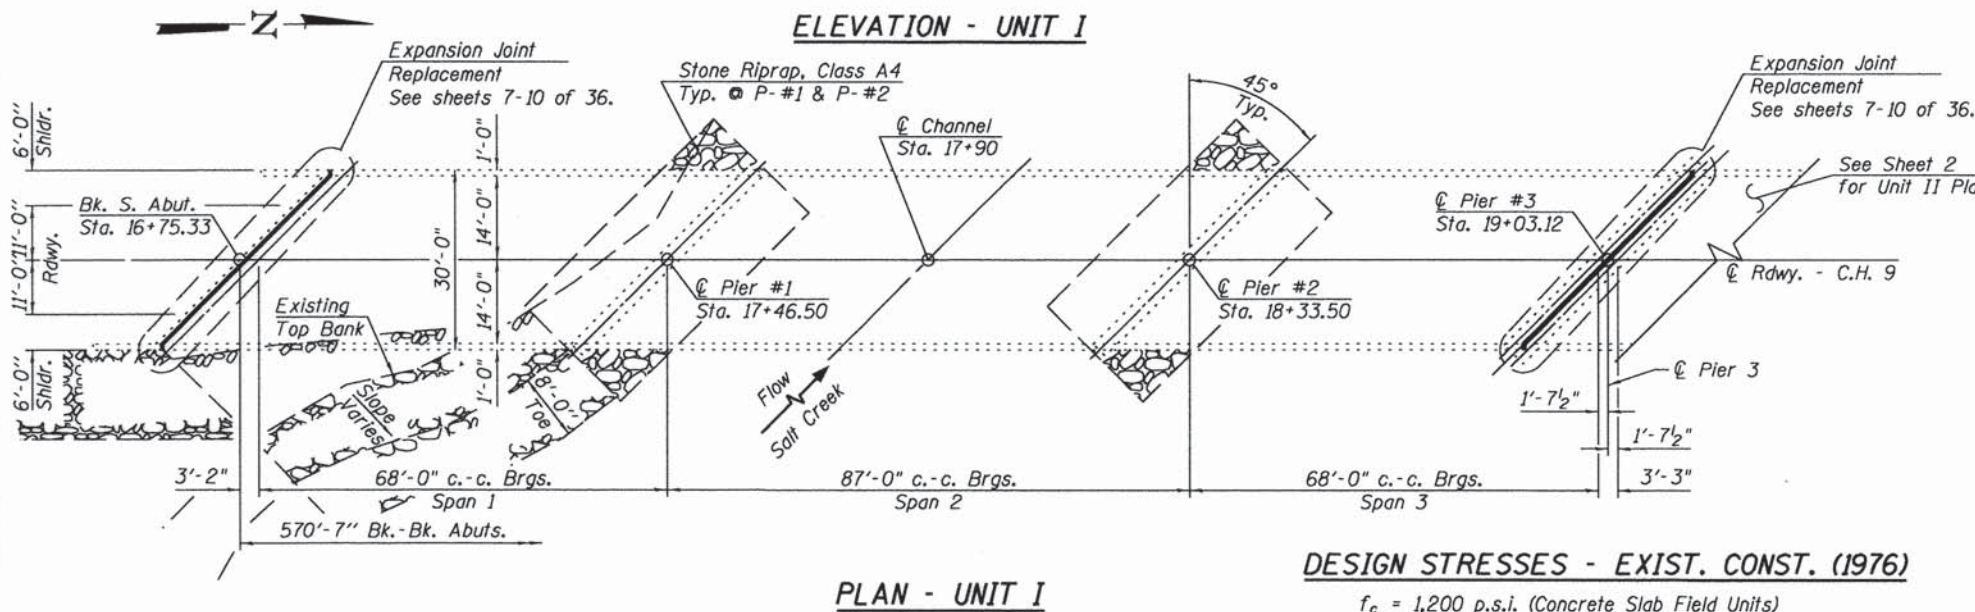 ELEVATION - UNIT I
N
Expansion Joint
Replacement
See sheets 7-10 of 36.
Stone Riprap, Class A4
Typ. @ P-#1 & P-#2
℄ Channel
Sta. 17+90
45°
Typ.
Expansion Joint
Replacement
See sheets 7-10 of 36.
See Sheet 2
for Unit II
6'-0"
Shldr.
1'-0"
Bk. S. Abut.
Sta. 16+75.33
11'-0"
11'-0"
Rdwy.
30'-0"
14'-0"
14'-0"
℄ Pier #3
Sta. 19+03.12
℄ Rdwy. - C.H. 9
℄ Pier #1
Sta. 17+46.50
℄ Pier #2
Sta. 18+33.50
Existing
Top Bank
6'-0"
Shldr.
1'-0"
Slope
Varies
8'-0"
Toe
Flow
Salt Creek
℄ Pier 3
1'-7½"
1'-7½"
3'-2"
68'-0" c.-c. Brgs.
Span 1
87'-0" c.-c. Brgs.
Span 2
68'-0" c.-c. Brgs.
Span 3
3'-3"
570'-7" Bk.-Bk. Abuts.
PLAN - UNIT I
DESIGN STRESSES - EXIST. CONST. (1976)
fc = 1,200 p.s.i. (Concrete Slab Field Units)